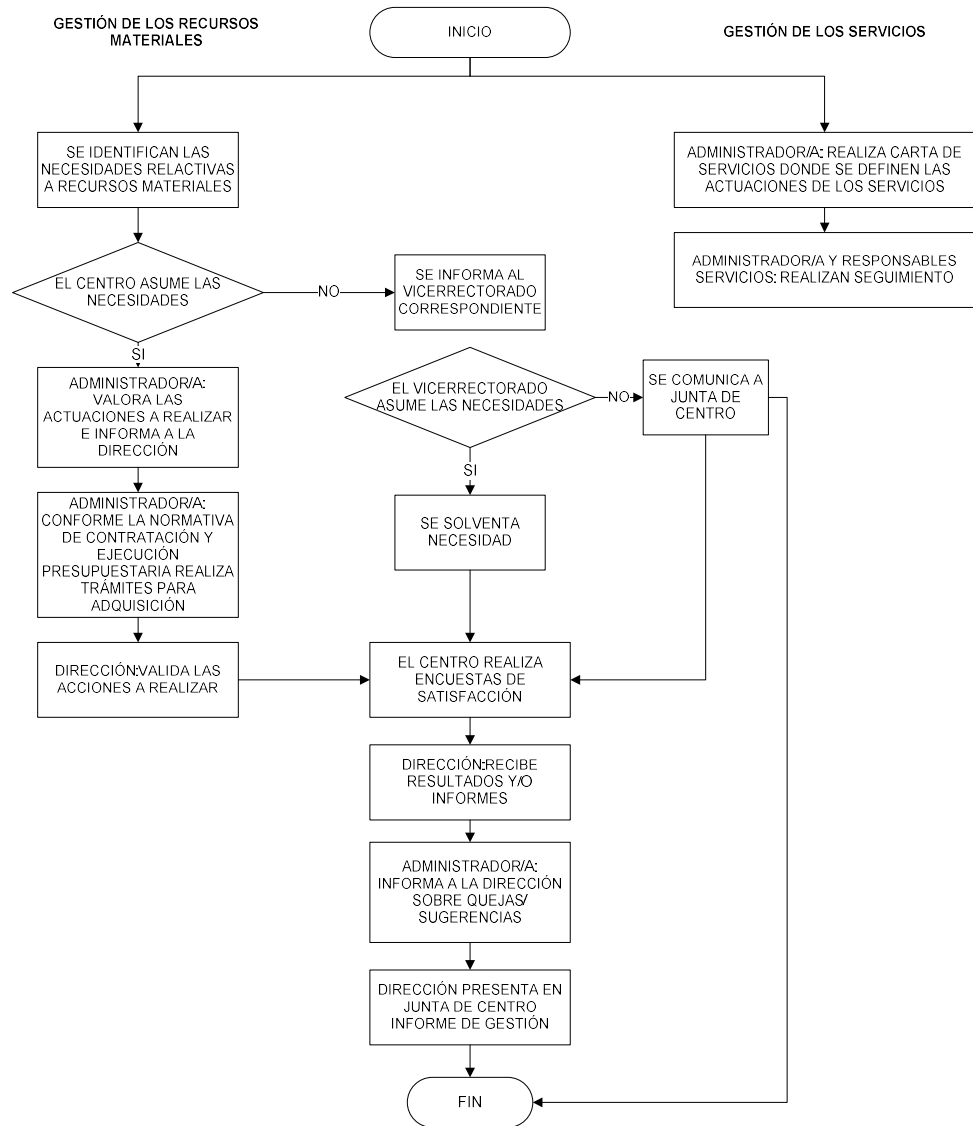 GESTIÓN DE LOS RECURSOS
MATERIALES
INICIO
GESTIÓN DE LOS SERVICIOS
SE IDENTIFICAN LAS
NECESIDADES RELACTIVAS
A RECURSOS MATERIALES
ADMINISTRADOR/A: REALIZA CARTA DE
SERVICIOS DONDE SE DEFINEN LAS
ACTUACIONES DE LOS SERVICIOS
ADMINISTRADOR/A Y RESPONSABLES
SERVICIOS: REALIZAN SEGUIMIENTO
EL CENTRO ASUME LAS
NECESIDADES
NO
SE INFORMA AL
VICERRECTORADO
CORRESPONDIENTE
SI
ADMINISTRADOR/A:
VALORA LAS
ACTUACIONES A REALIZAR
E INFORMA A LA
DIRECCIÓN
EL VICERRECTORADO
ASUME LAS NECESIDADES
NO
SE COMUNICA A
JUNTA DE
CENTRO
SI
ADMINISTRADOR/A:
CONFORME LA NORMATIVA
DE CONTRATACIÓN Y
EJECUCIÓN
PRESUPUESTARIA REALIZA
TRÁMITES PARA
ADQUISICIÓN
SE SOLVENTA
NECESIDAD
DIRECCIÓN:VALIDA LAS
ACCIONES A REALIZAR
EL CENTRO REALIZA
ENCUESTAS DE
SATISFACCIÓN
DIRECCIÓN:RECIBE
RESULTADOS Y/O
INFORMES
ADMINISTRADOR/A:
INFORMA A LA DIRECCIÓN
SOBRE QUEJAS/
SUGERENCIAS
DIRECCIÓN PRESENTA EN
JUNTA DE CENTRO
INFORME DE GESTIÓN
FIN